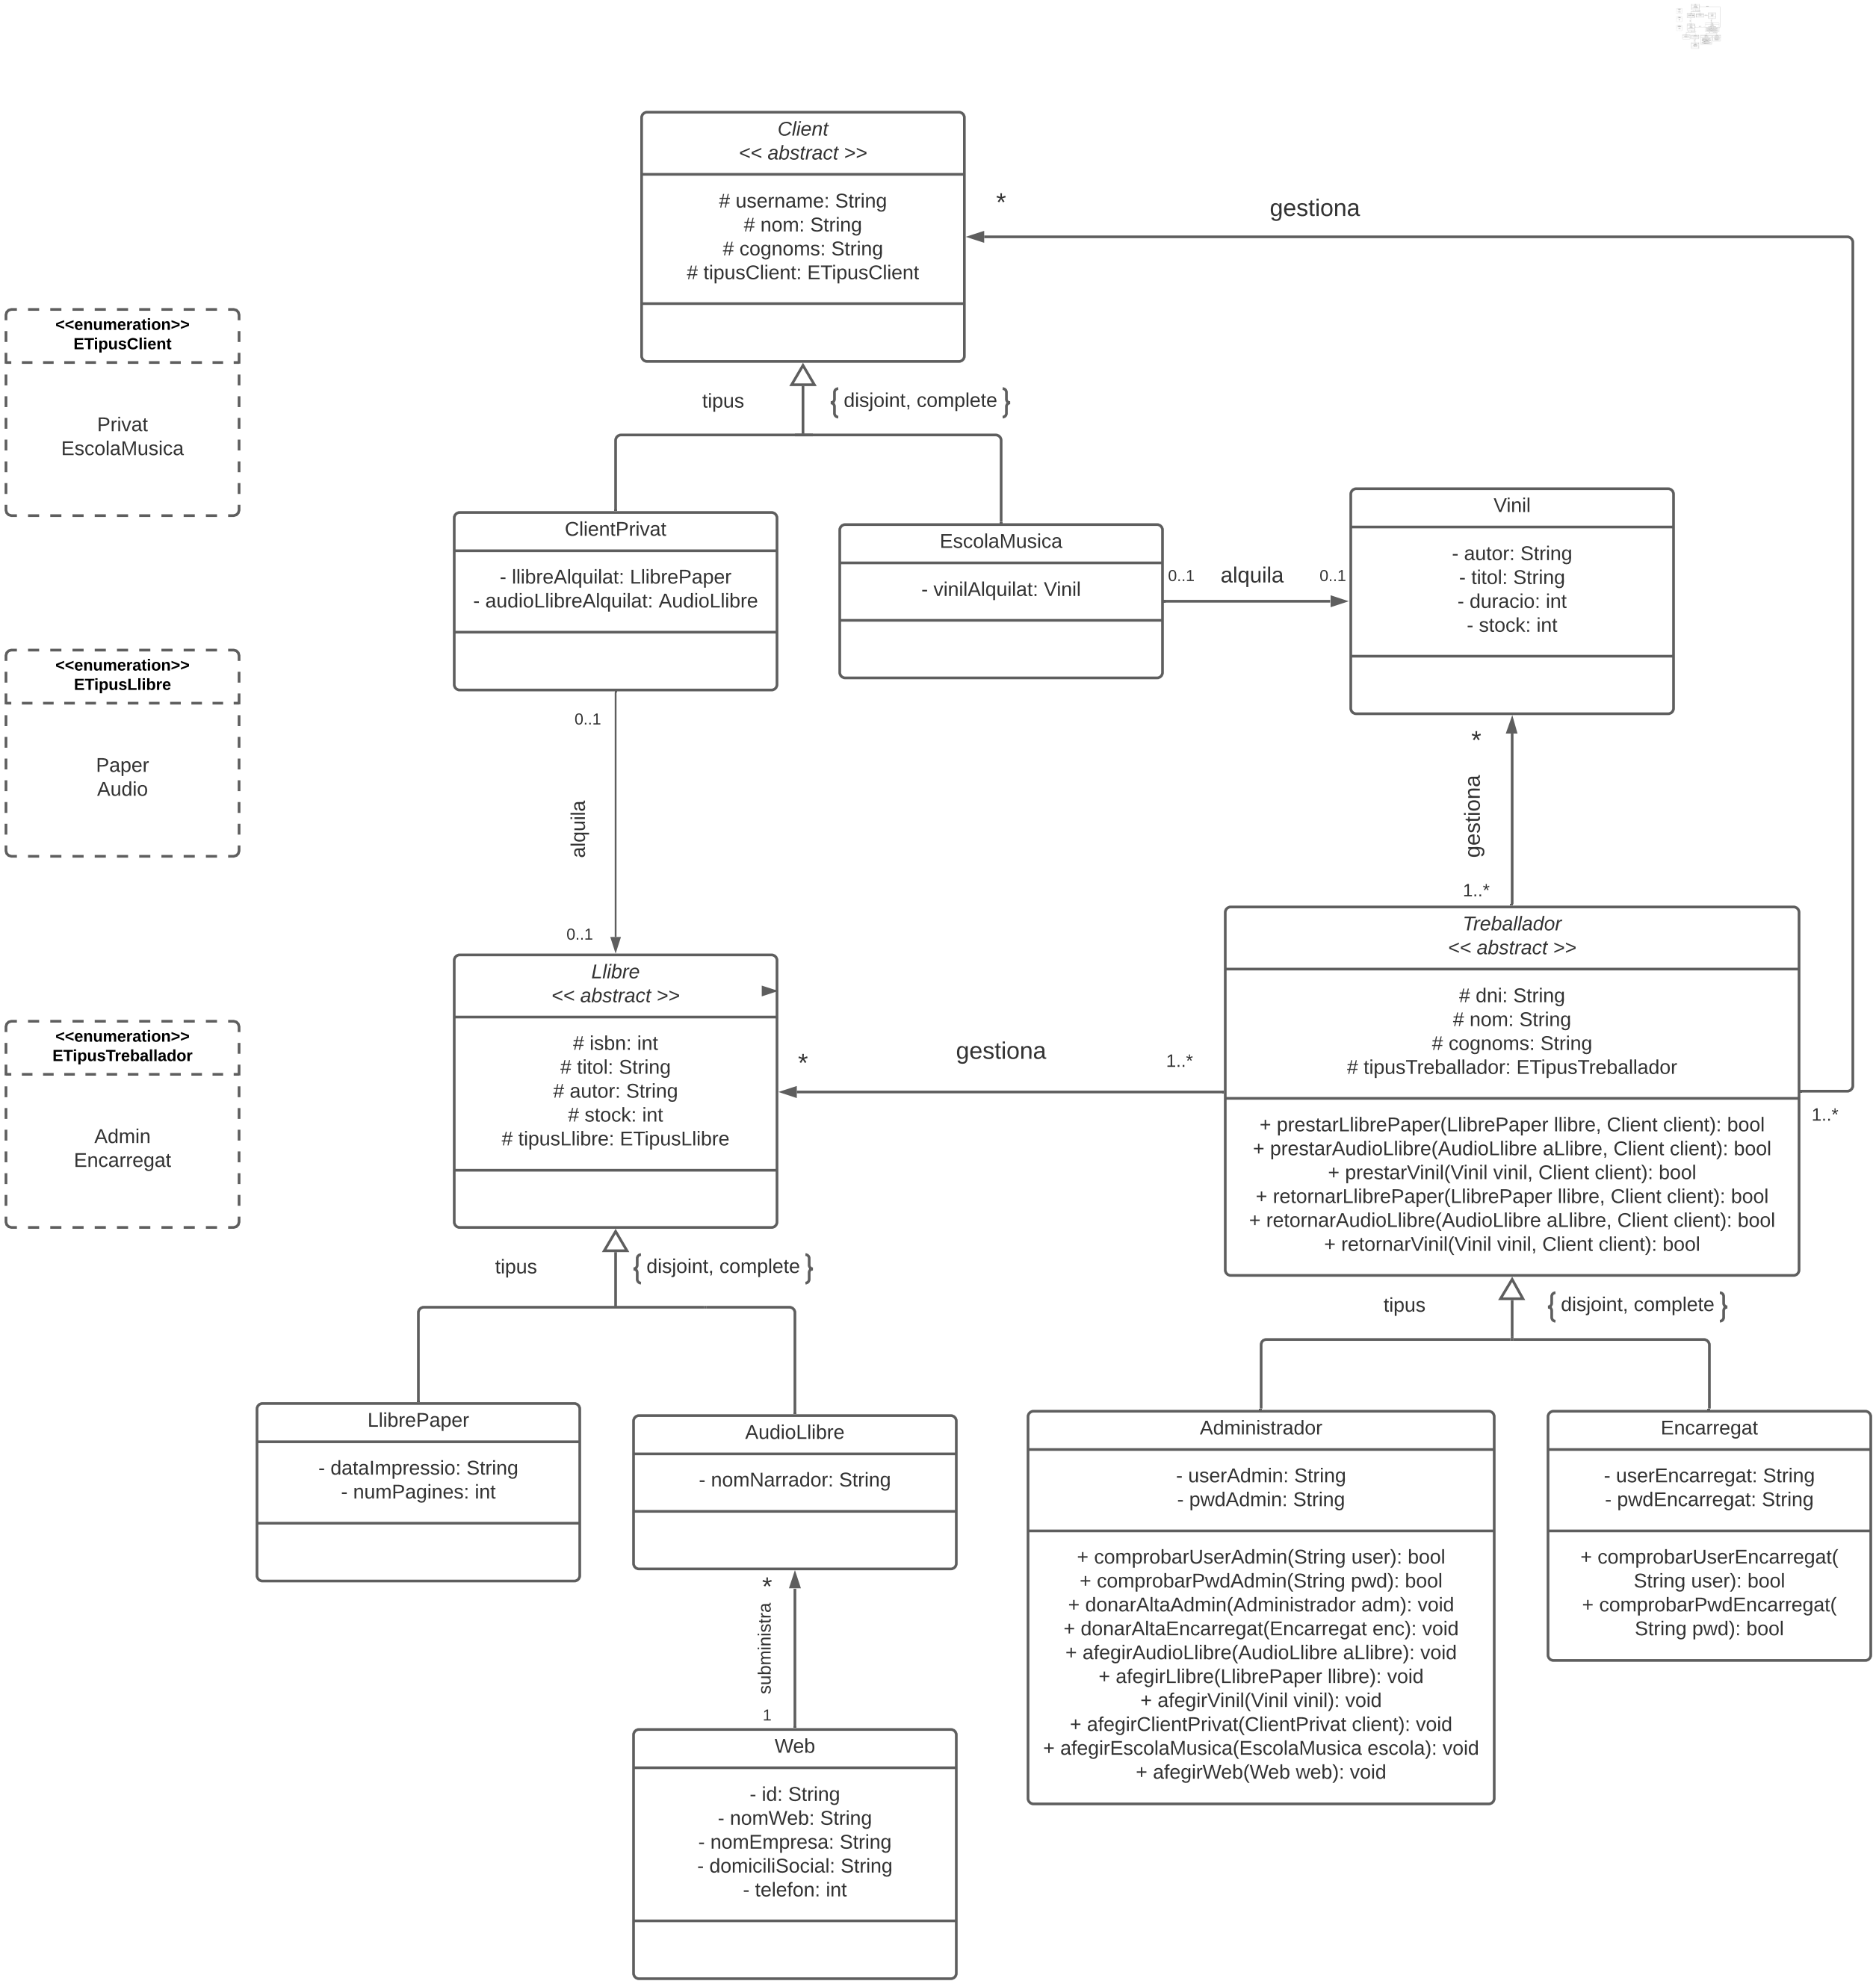 Client
<< abstract >>
# username: String
# nom: String
# cognoms: String
# tipusClient: ETipusClient
*
gestiona
<<enumeration>>
ETipusClient
Privat
EscolaMusica
tipus
{ disjoint, complete }
ClientPrivat
- llibreAlquilat: LlibrePaper
- audioLlibreAlquilat: AudioLlibre
EscolaMusica
- vinilAlquilat: Vinil
0..1
alquila
0..1
Vinil
- autor: String
- titol: String
- duracio: int
- stock: int
<<enumeration>>
ETipusLlibre
Paper
Audio
0..1
alquila
0..1
*
gestiona
1..*
Llibre
<< abstract >>
# isbn: int
# titol: String
# autor: String
# stock: int
# tipusLlibre: ETipusLlibre
*
gestiona
1..*
Treballador
<< abstract >>
# dni: String
# nom: String
# cognoms: String
# tipusTreballador: ETipusTreballador
+ prestarLlibrePaper(LlibrePaper llibre, Client client): bool
+ prestarAudioLlibre(AudioLlibre aLlibre, Client client): bool
+ prestarVinil(Vinil vinil, Client client): bool
+ retornarLlibrePaper(LlibrePaper llibre, Client client): bool
+ retornarAudioLlibre(AudioLlibre aLlibre, Client client): bool
+ retornarVinil(Vinil vinil, Client client): bool
1..*
<<enumeration>>
ETipusTreballador
Admin
Encarregat
tipus
{ disjoint, complete }
tipus
{ disjoint, complete }
LlibrePaper
- dataImpressio: String
- numPagines: int
AudioLlibre
- nomNarrador: String
Administrador
- userAdmin: String
- pwdAdmin: String
+ comprobarUserAdmin(String user): bool
+ comprobarPwdAdmin(String pwd): bool
+ donarAltaAdmin(Administrador adm): void
+ donarAltaEncarregat(Encarregat enc): void
+ afegirAudioLlibre(AudioLlibre aLlibre): void
+ afegirLlibre(LlibrePaper llibre): void
+ afegirVinil(Vinil vinil): void
+ afegirClientPrivat(ClientPrivat client): void
+ afegirEscolaMusica(EscolaMusica escola): void
+ afegirWeb(Web web): void
Encarregat
- userEncarregat: String
- pwdEncarregat: String
+ comprobarUserEncarregat(
String user): bool
+ comprobarPwdEncarregat(
String pwd): bool
*
subministra
1
Web
- id: String
- nomWeb: String
- nomEmpresa: String
- domiciliSocial: String
- telefon: int